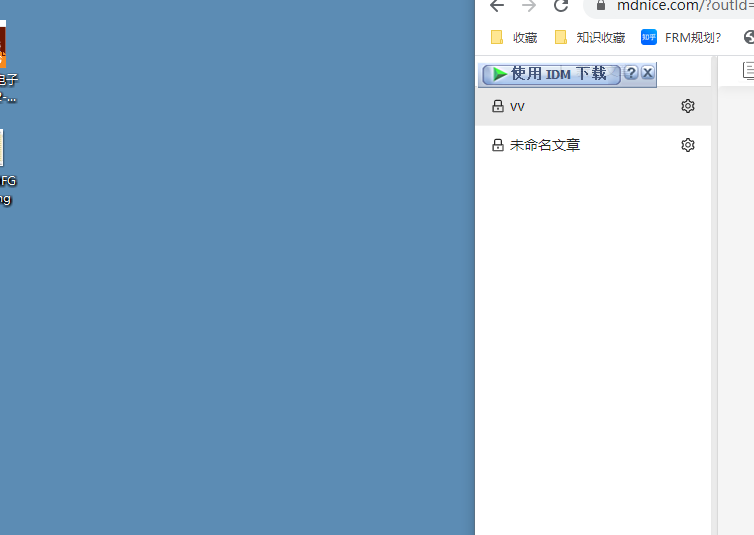 mdnice.com/?outId=
收藏
知识收藏
知乎
FRM规划?
使用 IDM 下载
vv
未命名文章
电子
2-...
FG
ng